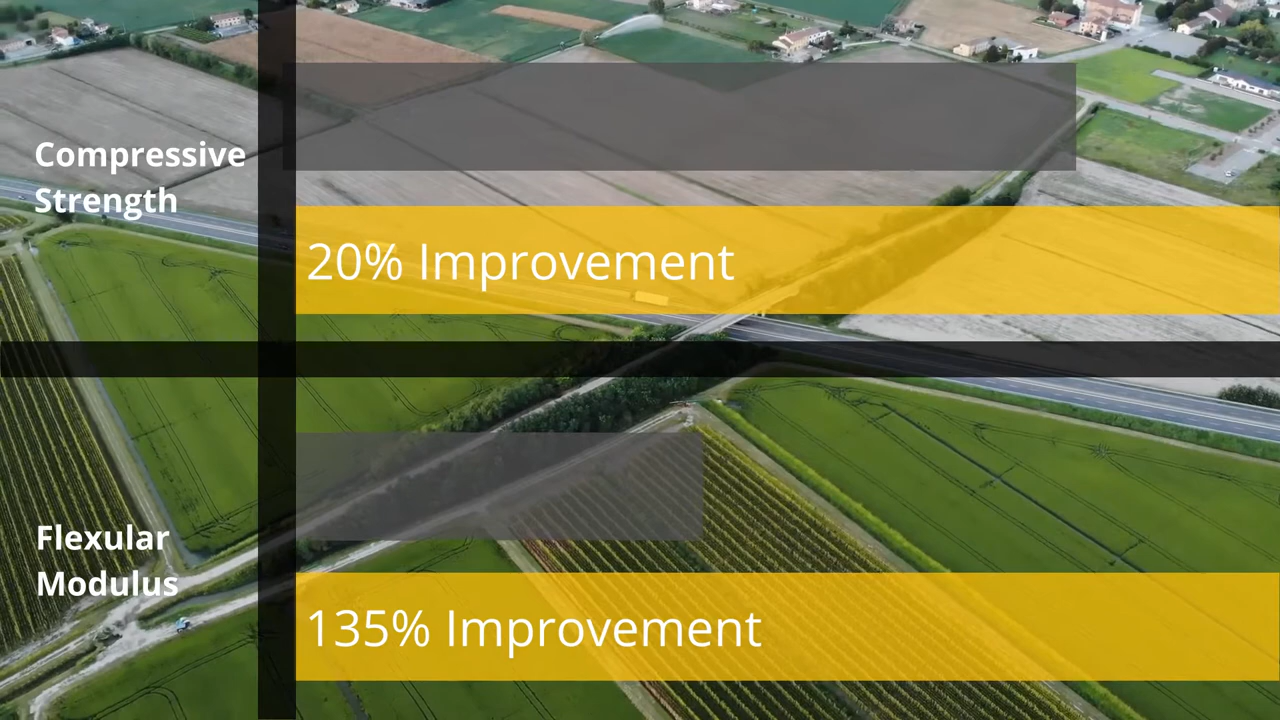 Compressive
Strength
20% Improvement
Flexular
Modulus
135% Improvement